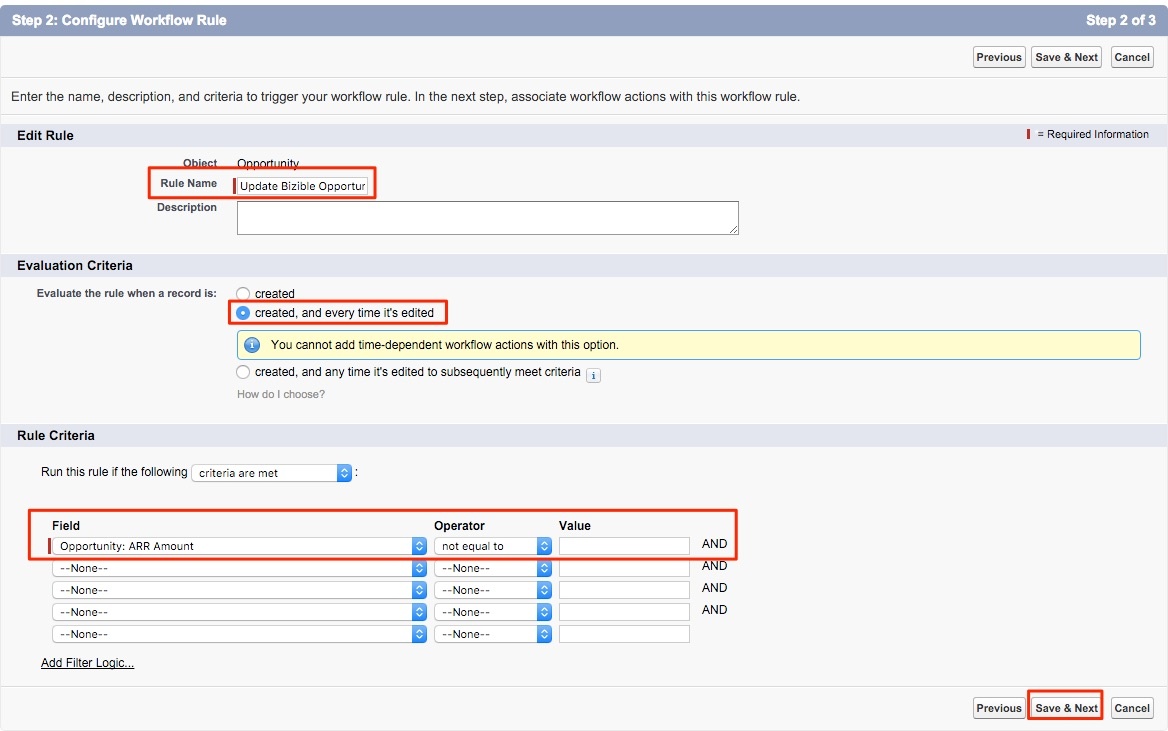 Step 2: Configure Workflow Rule Step 2 of 3
Previous Save & Next Cancel
Enter the name, description, and criteria to trigger your workflow rule. In the next step, associate workflow actions with this workflow rule.
Edit Rule = Required Information
Object Opportunity
Rule Name Update Bizible Opportur
Description
Evaluation Criteria
Evaluate the rule when a record is: created
created, and every time it's edited
You cannot add time-dependent workflow actions with this option.
created, and any time it's edited to subsequently meet criteria i
How do I choose?
Rule Criteria
Run this rule if the following criteria are met :
Field Operator Value
Opportunity: ARR Amount not equal to AND
--None-- --None-- AND
--None-- --None-- AND
--None-- --None-- AND
--None-- --None--
Add Filter Logic...
Previous Save & Next Cancel